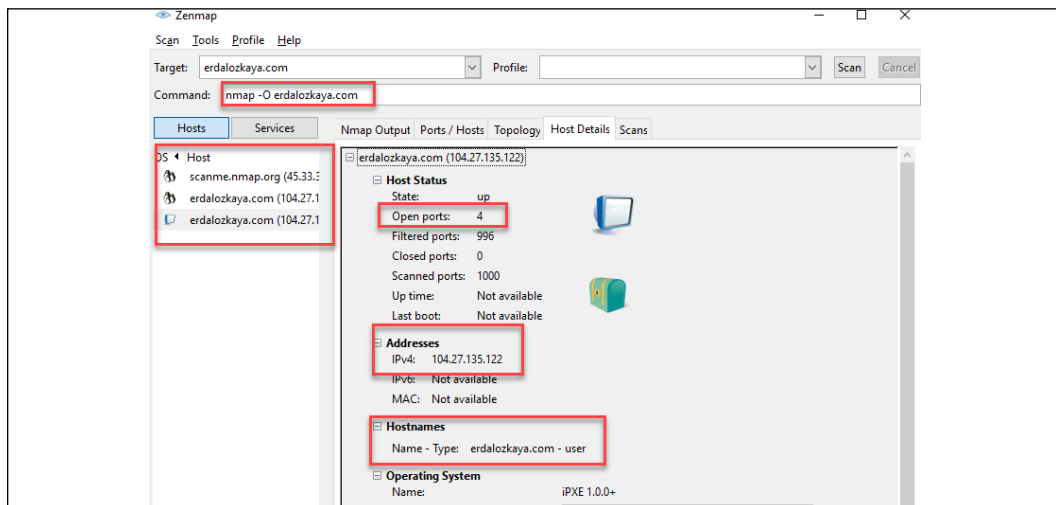 Zenmap
Scan Tools Profile Help
Target: erdalozkaya.com Profile: Scan Cancel
Command: nmap -O erdalozkaya.com
Hosts Services Nmap Output Ports / Hosts Topology Host Details Scans
OS Host
scanme.nmap.org (45.33.3
erdalozkaya.com (104.27.1
erdalozkaya.com (104.27.1
erdalozkaya.com (104.27.135.122)
Host Status
State: up
Open ports: 4
Filtered ports: 996
Closed ports: 0
Scanned ports: 1000
Up time: Not available
Last boot: Not available
Addresses
IPv4: 104.27.135.122
IPv6: Not available
MAC: Not available
Hostnames
Name - Type: erdalozkaya.com - user
Operating System
Name: iPXE 1.0.0+